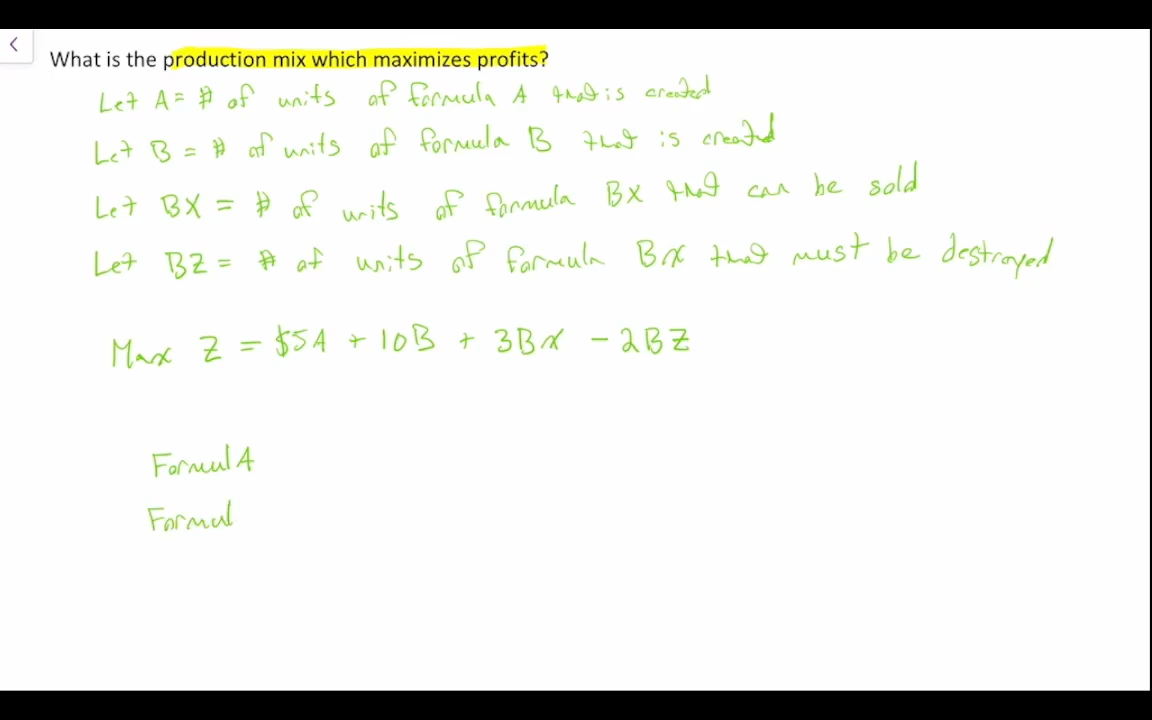 What is the production mix which maximizes profits?
Let A = # of units of formula A that is created
Let B = # of units of formula B that is created
Let BX = # of units of formula BX that can be sold
Let BZ = # of units of formula BX that must be destroyed
Max Z = $5A + 10B + 3BX - 2BZ
Formul A
Formul